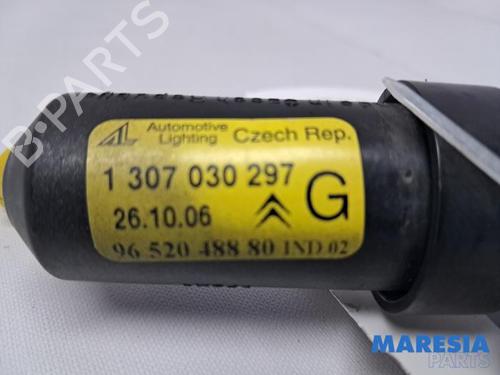 AL Automotive Lighting Czech Rep.
1 307 030 297
G
26.10.06
96 520 488 80 IND.02
MARESIA
PARTS